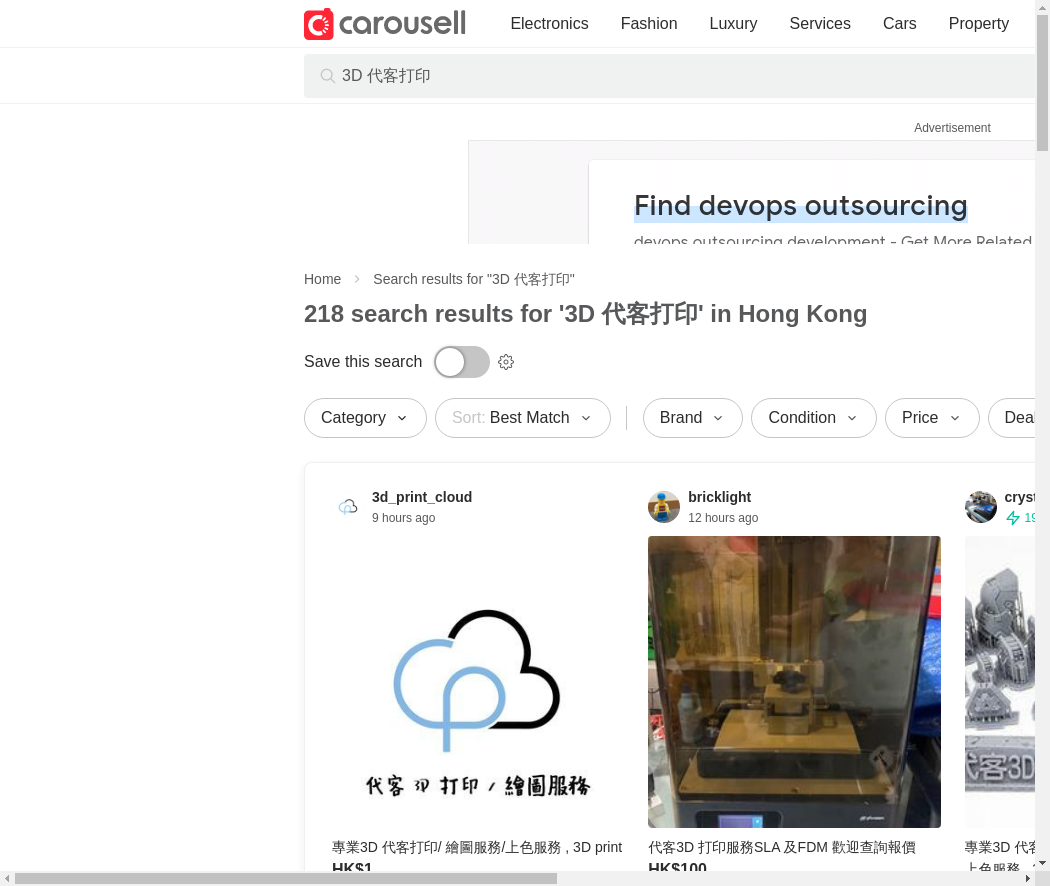 carousell
Electronics Fashion Luxury Services Cars Property
3D 代客打印
Advertisement
Find devops outsourcing
devops outsourcing development - Get More Related
Home > Search results for "3D 代客打印"
218 search results for '3D 代客打印' in Hong Kong
Save this search
Category Sort: Best Match Brand Condition Price Deal
3d_print_cloud
9 hours ago
bricklight
12 hours ago
cryst
19
代客 3D 打印 / 繪圖服務
代客3D
專業3D 代客打印/ 繪圖服務/上色服務 , 3D print
HK$1
代客3D 打印服務SLA 及FDM 歡迎查詢報價
HK$100
專業3D 代客
上色服務